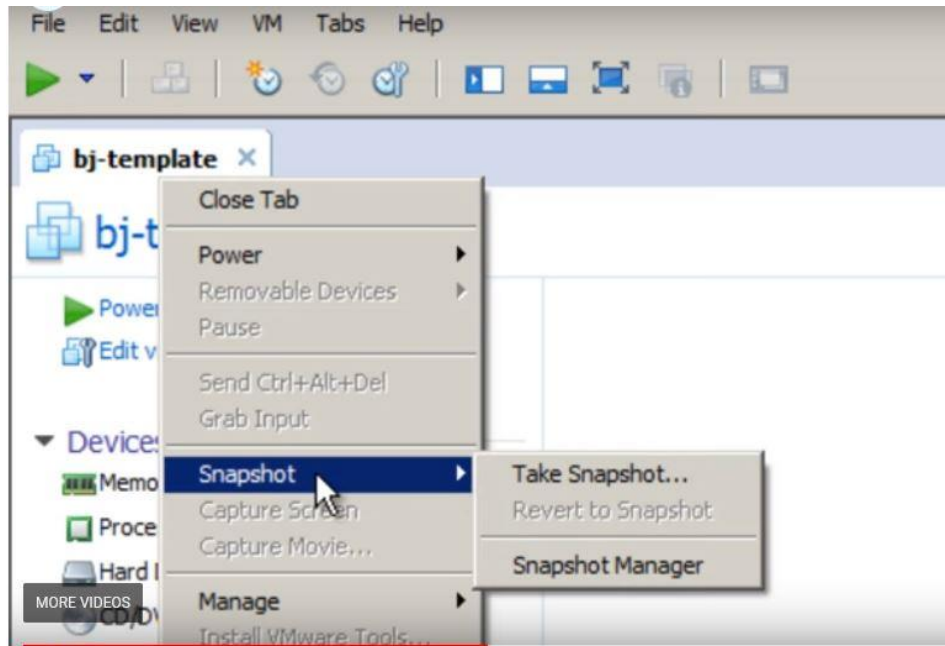 File Edit View VM Tabs Help
bj-template
bj-t
Close Tab
Power
Removable Devices
Pause
Send Ctrl+Alt+Del
Grab Input
Snapshot
Capture Screen
Capture Movie...
Manage
Install VMware Tools...
Take Snapshot...
Revert to Snapshot
Snapshot Manager
Power
Edit v
Devices
Memo
Proce
Hard
CD/DV
MORE VIDEOS